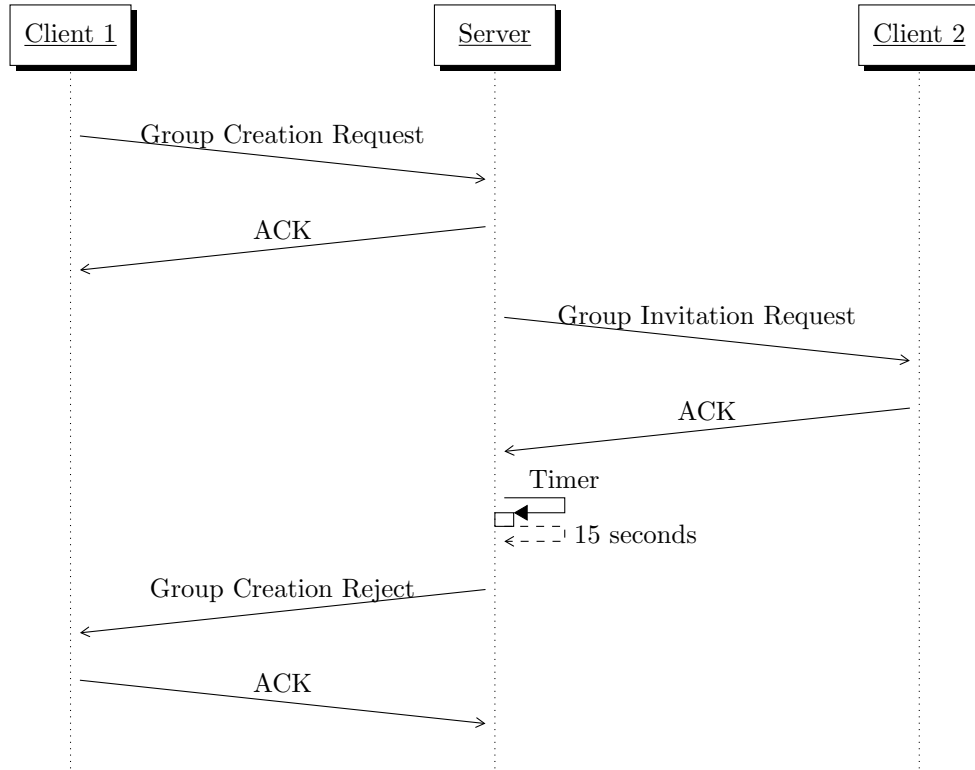 Client 1
Server
Client 2
Group Creation Request
ACK
Group Invitation Request
ACK
Timer
15 seconds
Group Creation Reject
ACK